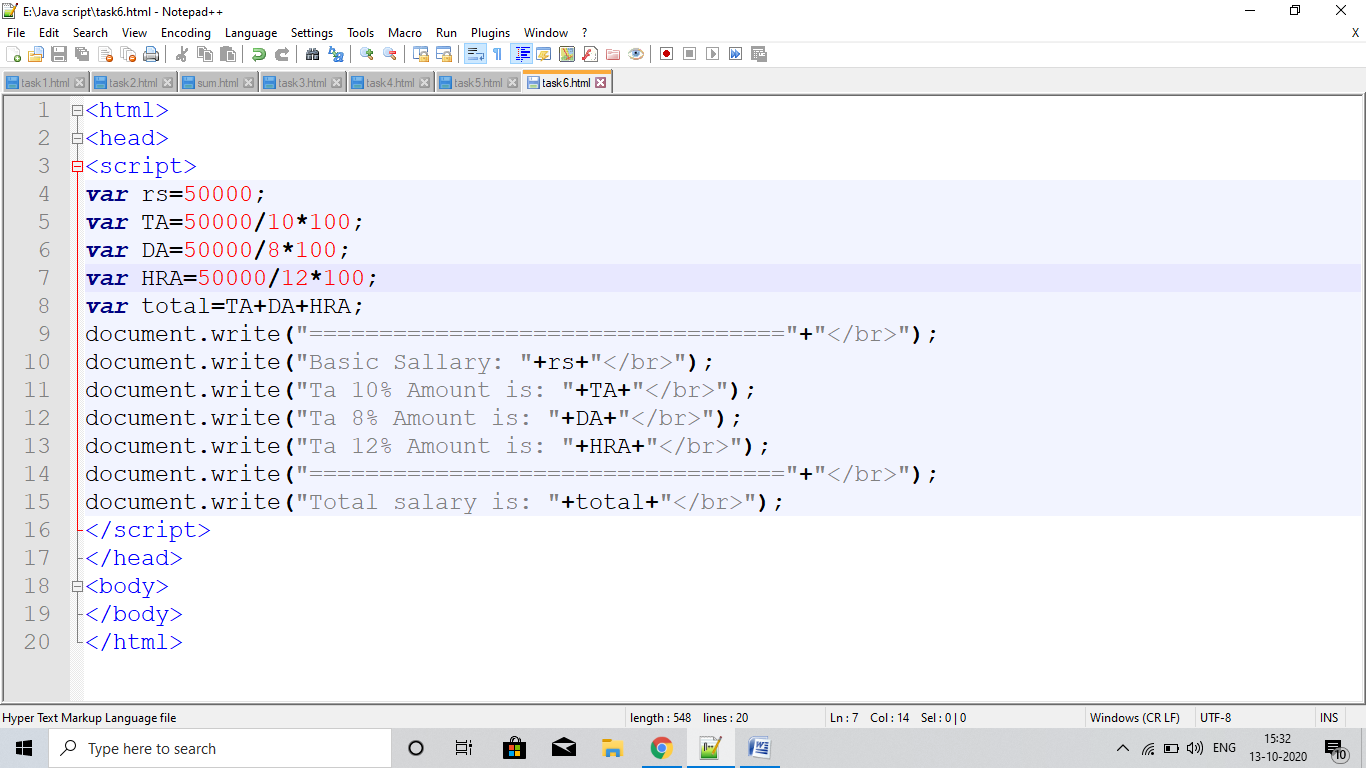 E:\Java script\task6.html - Notepad++
File Edit Search View Encoding Language Settings Tools Macro Run Plugins Window ? X
task1.html task2.html sum.html task3.html task4.html task5.html task6.html
1 <html>
2 <head>
3 <script>
4 var rs=50000;
5 var TA=50000/10*100;
6 var DA=50000/8*100;
7 var HRA=50000/12*100;
8 var total=TA+DA+HRA;
9 document.write("=================================="+"</br>");
10 document.write("Basic Sallary: "+rs+"</br>");
11 document.write("Ta 10% Amount is: "+TA+"</br>");
12 document.write("Ta 8% Amount is: "+DA+"</br>");
13 document.write("Ta 12% Amount is: "+HRA+"</br>");
14 document.write("=================================="+"</br>");
15 document.write("Total salary is: "+total+"</br>");
16 </script>
17 </head>
18 <body>
19 </body>
20 </html>
Hyper Text Markup Language file length : 548 lines : 20 Ln : 7 Col : 14 Sel : 0 | 0 Windows (CR LF) UTF-8 INS
Type here to search ENG 15:32 13-10-2020 10